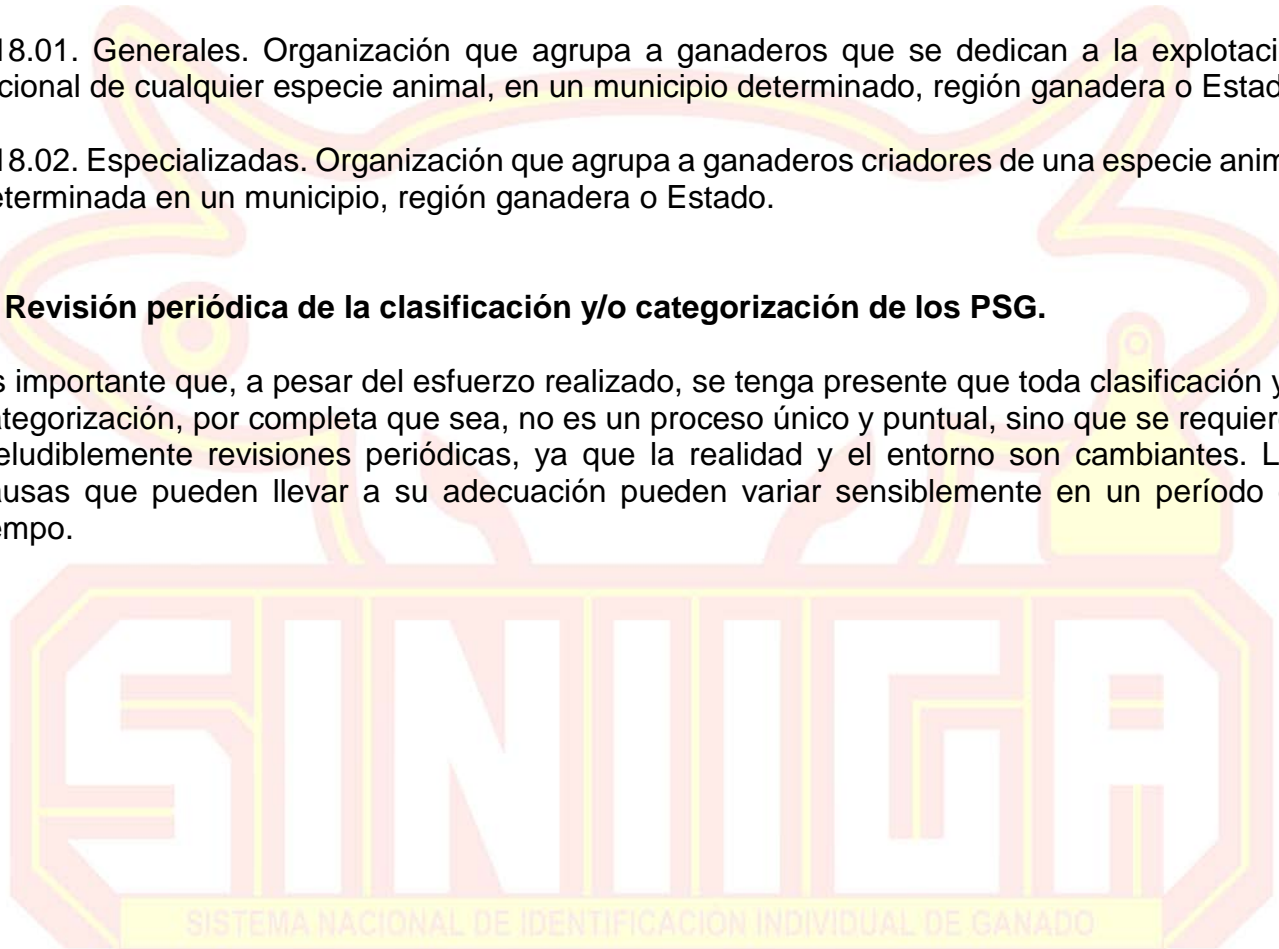 18.01. Generales. Organización que agrupa a ganaderos que se dedican a la explotaci
cional de cualquier especie animal, en un municipio determinado, región ganadera o Estad
18.02. Especializadas. Organización que agrupa a ganaderos criadores de una especie anim
eterminada en un municipio, región ganadera o Estado.
Revisión periódica de la clasificación y/o categorización de los PSG.
s importante que, a pesar del esfuerzo realizado, se tenga presente que toda clasificación y
ategorización, por completa que sea, no es un proceso único y puntual, sino que se requier
eludiblemente revisiones periódicas, ya que la realidad y el entorno son cambiantes. L
ausas que pueden llevar a su adecuación pueden variar sensiblemente en un período
empo.
SINIIGA
SISTEMA NACIONAL DE IDENTIFICACIÓN INDIVIDUAL DE GANADO